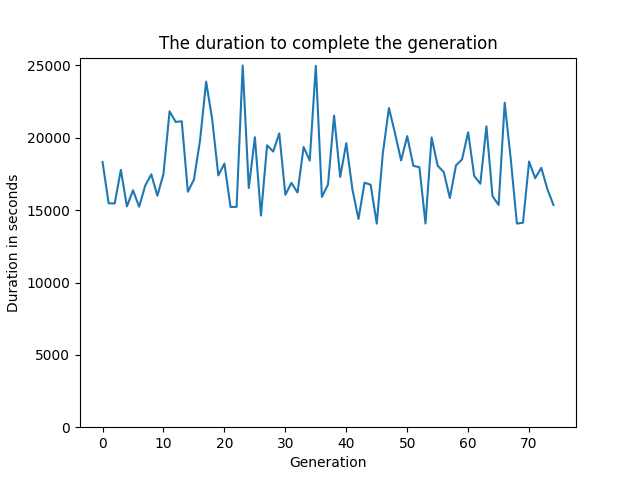 The duration to complete the generation
25000
20000
15000
10000
5000
0
Duration in seconds
0 10 20 30 40 50 60 70
Generation